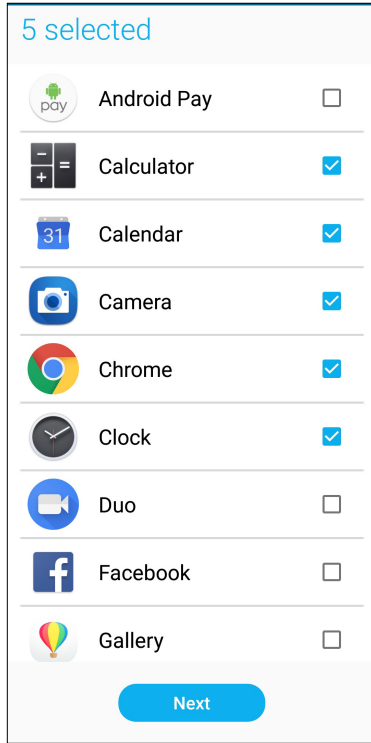 5 selected
pay
Android Pay
Calculator
31
Calendar
Camera
Chrome
Clock
Duo
f
Facebook
Gallery
Next